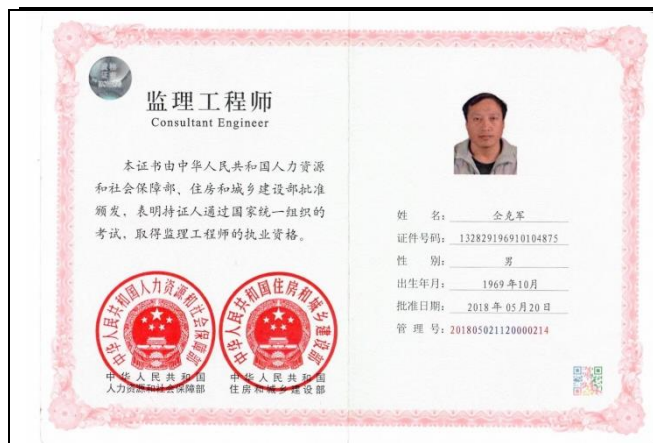 监理工程师
Consultant Engineer
本证书由中华人民共和国人力资源
和社会保障部、住房和城乡建设部批准
颁发，表明持证人通过国家统一组织的
考试，取得监理工程师的执业资格。
中华人民共和国人力资源和社会保障部
中华人民共和国住房和城乡建设部
中华人民共和国
人力资源和社会保障部
中华人民共和国
住房和城乡建设部
姓 名： 仝克军
证件号码： 132829196910104875
性 别： 男
出生年月： 1969年10月
批准日期： 2018年05月20日
管 理 号：201805021120000214